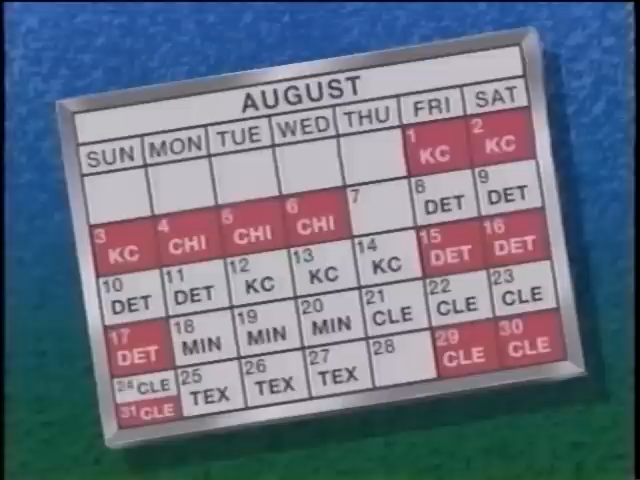 AUGUST
SUN MON TUE WED THU FRI SAT
1 KC 2 KC
3 KC 4 CHI 5 CHI 6 CHI 7 8 DET 9 DET
10 DET 11 DET 12 KC 13 KC 14 KC 15 DET 16 DET
17 DET 18 MIN 19 MIN 20 MIN 21 CLE 22 CLE 23 CLE
24 CLE 25 TEX 26 TEX 27 TEX 28 29 CLE 30 CLE
31 CLE